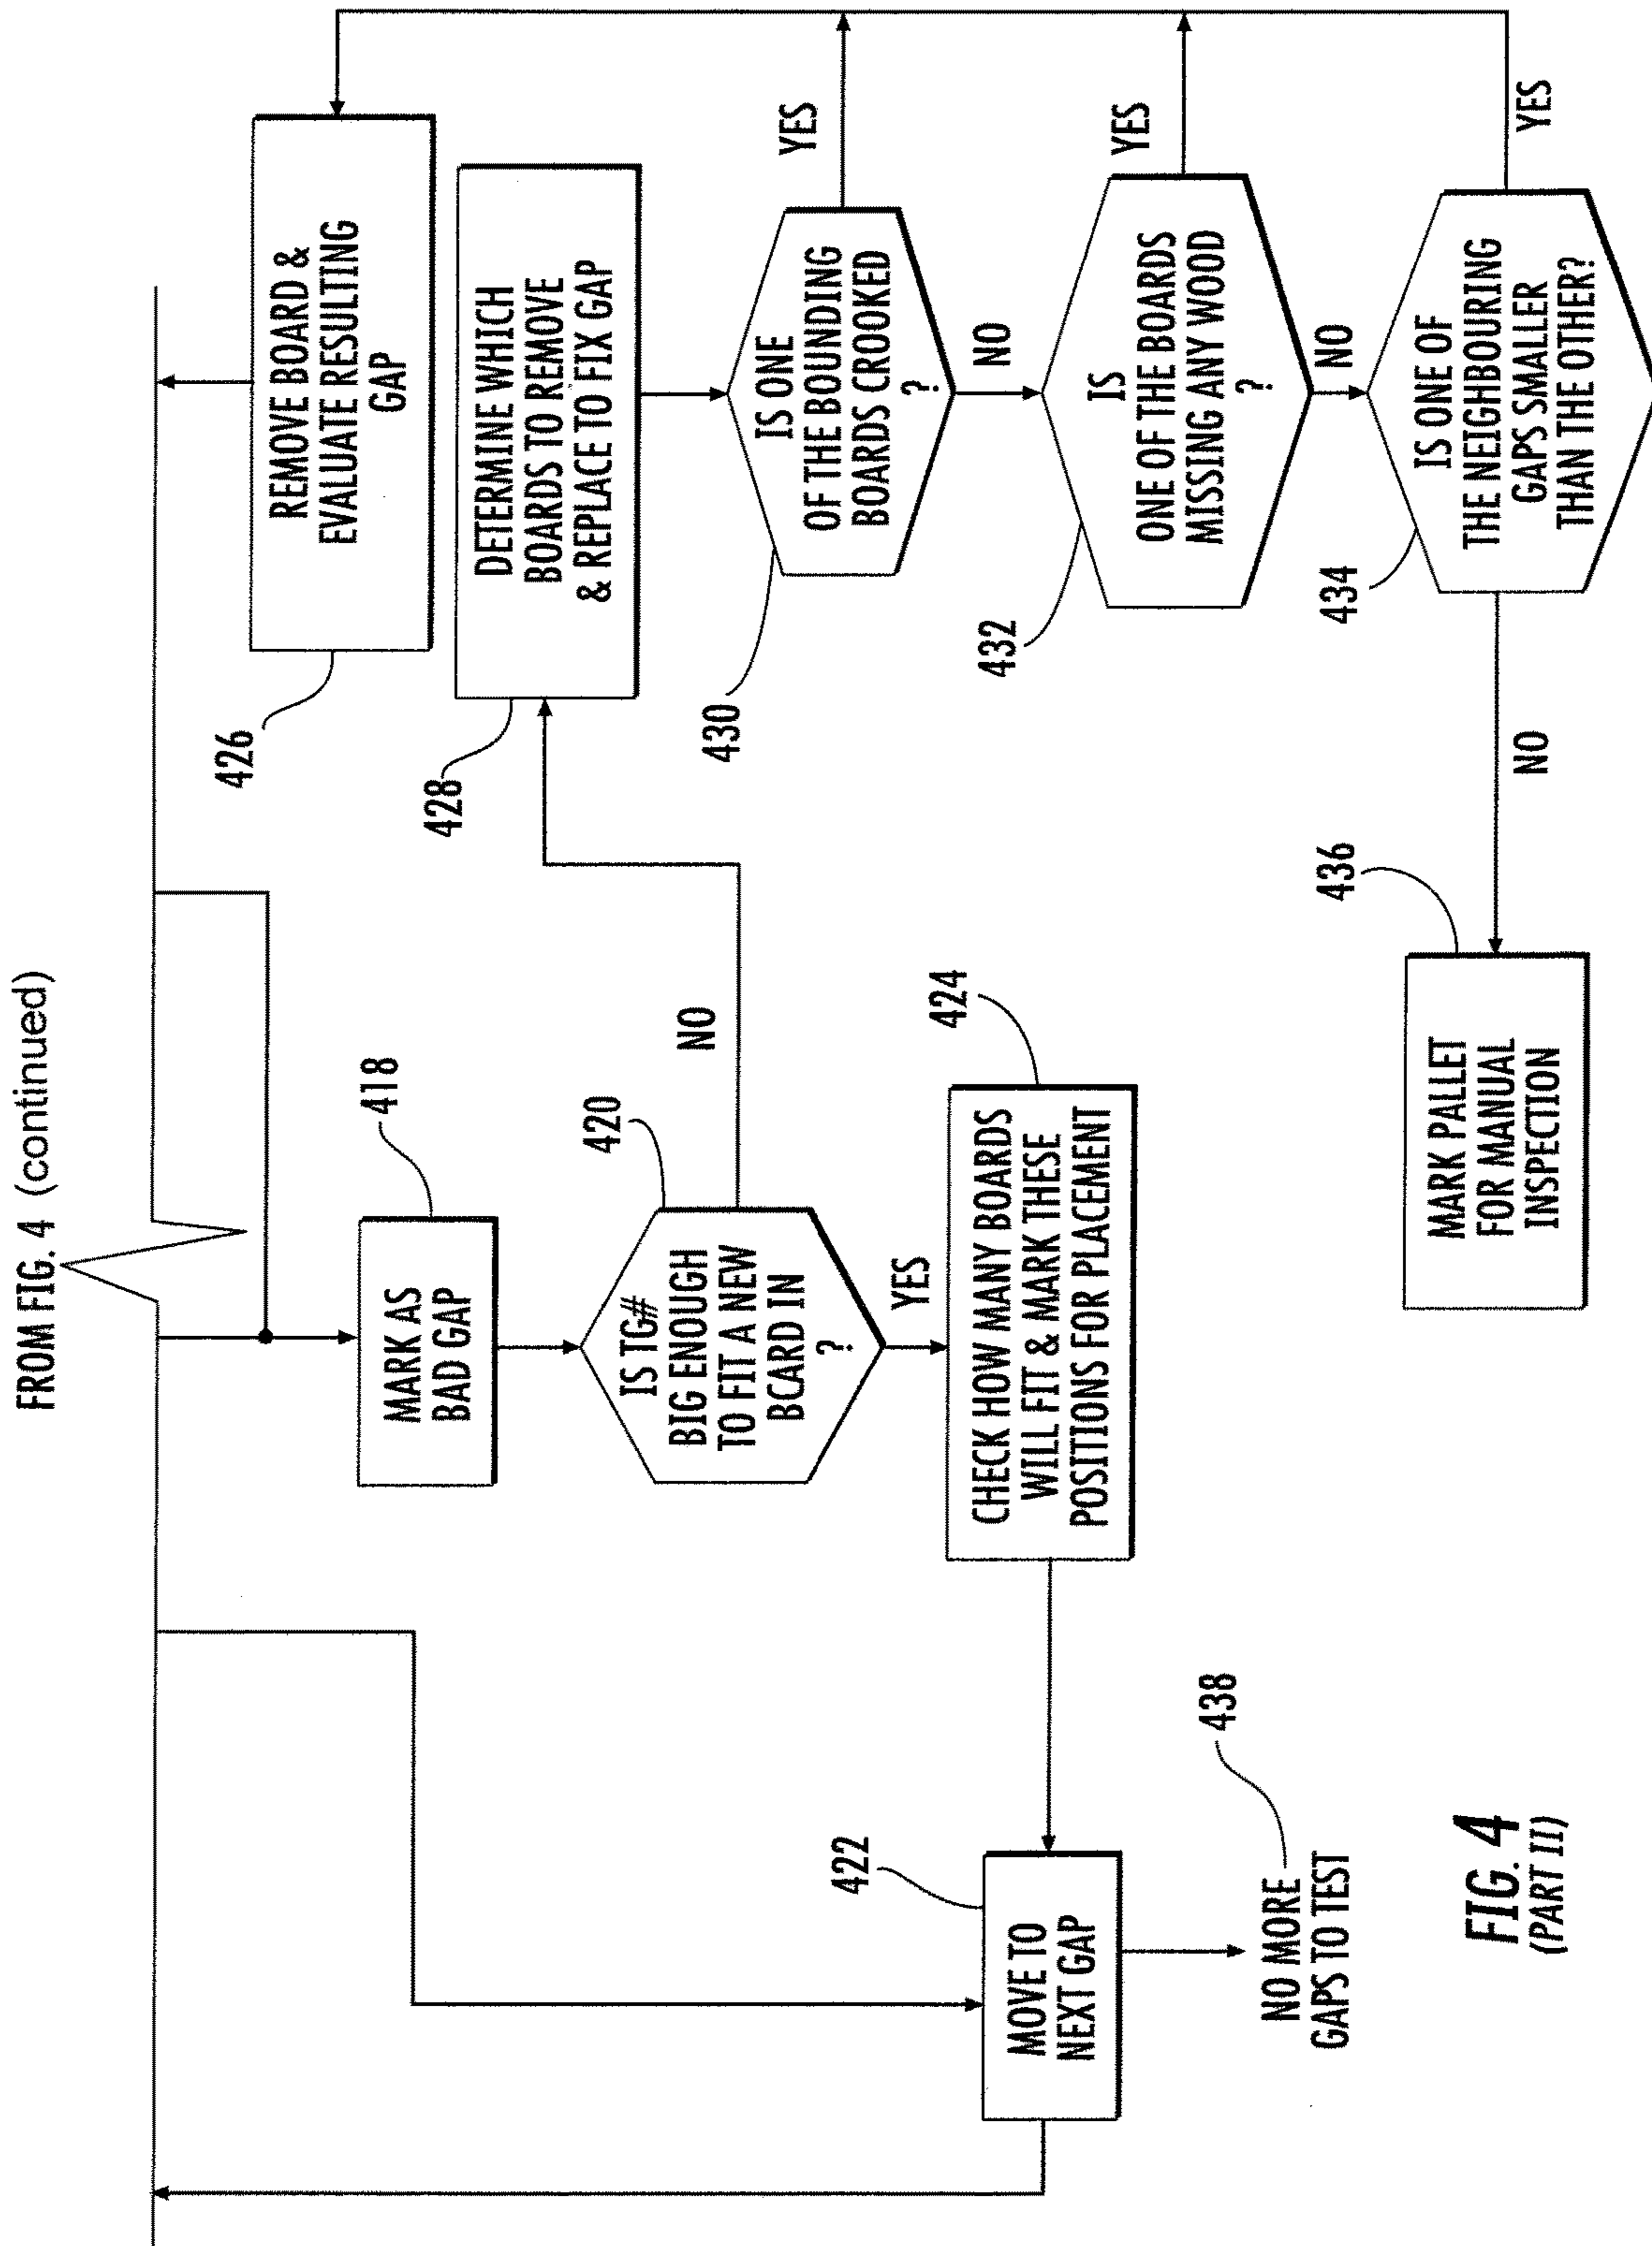 FROM FIG. 4 (continued)
418
MARK AS
BAD GAP
420
IS TG#
BIG ENOUGH
TO FIT A NEW
BCARD IN
?
NO
YES
424
CHECK HOW MANY BOARDS
WILL FIT & MARK THESE
POSITIONS FOR PLACEMENT
422
MOVE TO
NEXT GAP
438
NO MORE
GAPS TO TEST
426
REMOVE BOARD &
EVALUATE RESULTING
GAP
428
DETERMINE WHICH
BOARDS TO REMOVE
& REPLACE TO FIX GAP
430
IS ONE
OF THE BOUNDING
BOARDS CROOKED
?
YES
NO
432
IS
ONE OF THE BOARDS
MISSING ANY WOOD
?
YES
NO
434
IS ONE OF
THE NEIGHBOURING
GAPS SMALLER
THAN THE OTHER?
YES
NO
436
MARK PALLET
FOR MANUAL
INSPECTION
FIG. 4
(PART II)